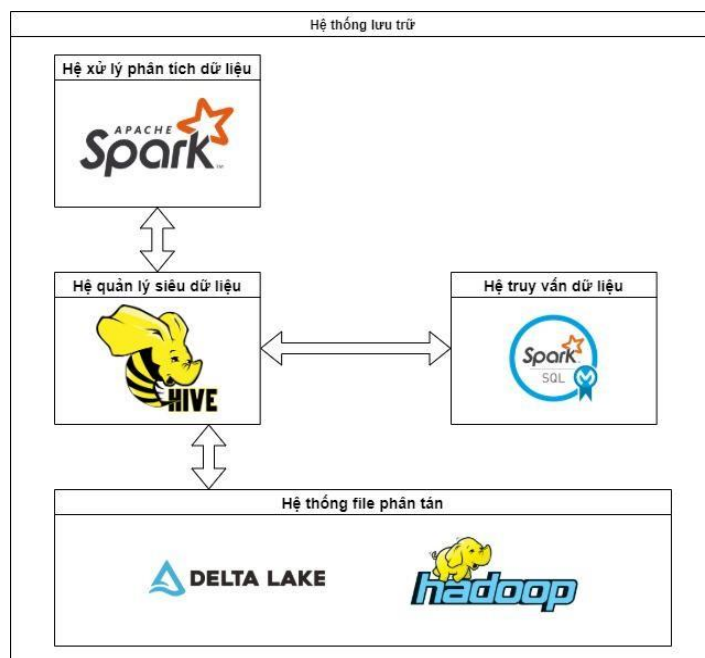 Hệ thống lưu trữ
Hệ xử lý phân tích dữ liệu
APACHE
Spark
Hệ quản lý siêu dữ liệu
HIVE
Hệ truy vấn dữ liệu
Spark
SQL
Hệ thống file phân tán
DELTA LAKE
hadoop